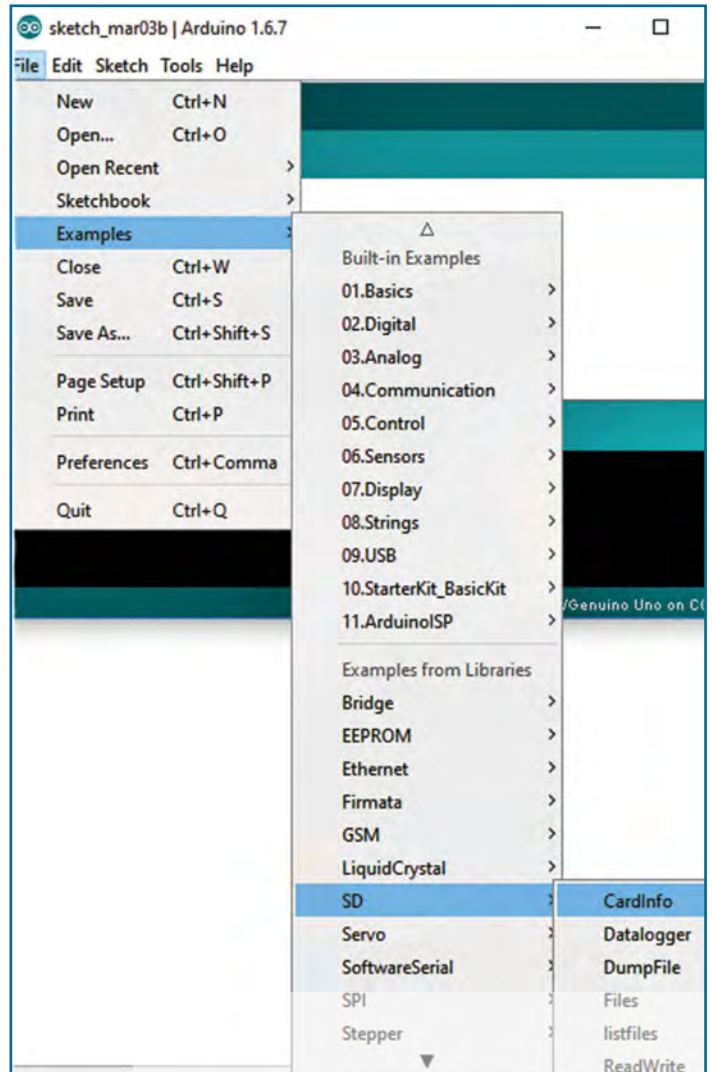 sketch_mar03b | Arduino 1.6.7
File Edit Sketch Tools Help
New Ctrl+N
Open... Ctrl+O
Open Recent
Sketchbook
Examples
Close Ctrl+W
Save Ctrl+S
Save As... Ctrl+Shift+S
Page Setup Ctrl+Shift+P
Print Ctrl+P
Preferences Ctrl+Comma
Quit Ctrl+Q
Built-in Examples
01.Basics
02.Digital
03.Analog
04.Communication
05.Control
06.Sensors
07.Display
08.Strings
09.USB
10.StarterKit_BasicKit
11.ArduinoISP
Examples from Libraries
Bridge
EEPROM
Ethernet
Firmata
GSM
LiquidCrystal
SD
Servo
SoftwareSerial
SPI
Stepper
CardInfo
Datalogger
DumpFile
Files
listfiles
ReadWrite
/Genuino Uno on